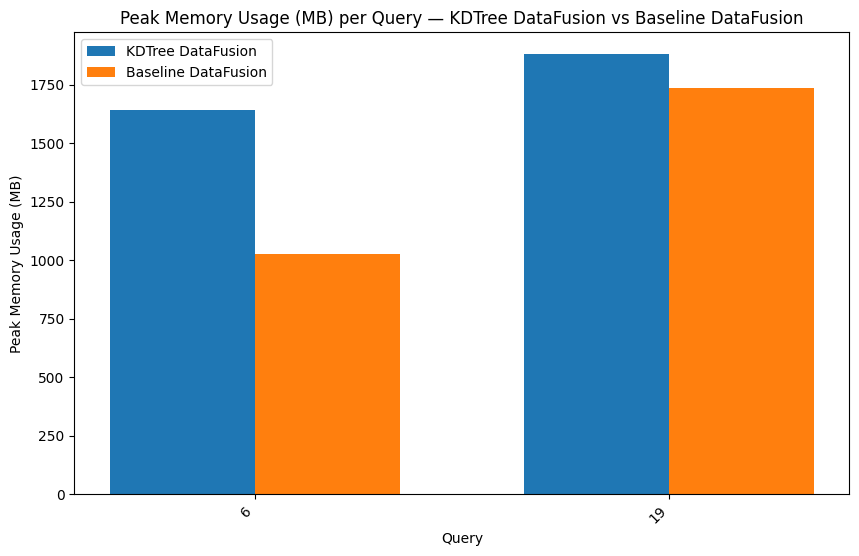 Peak Memory Usage (MB) per Query — KDTree DataFusion vs Baseline DataFusion
KDTree DataFusion
Baseline DataFusion
Peak Memory Usage (MB)
1750
1500
1250
1000
750
500
250
0
6
19
Query